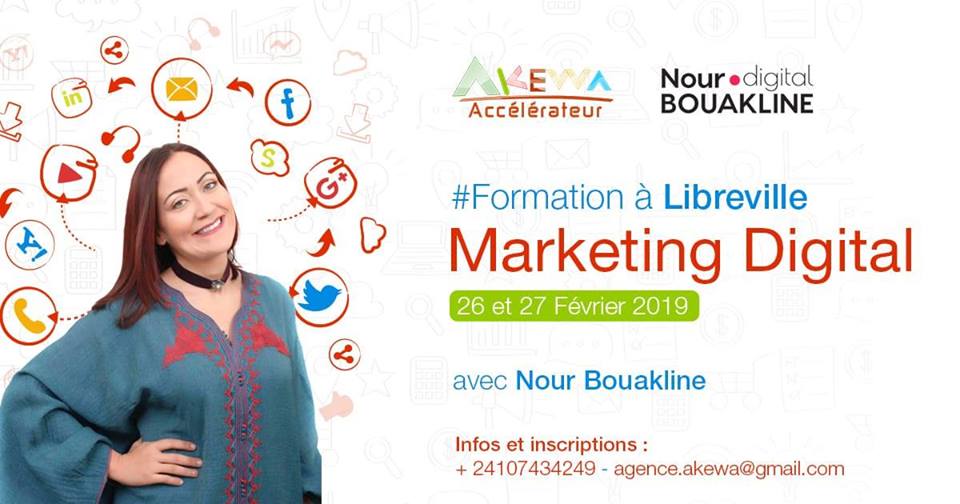 AKEWA
Accélérateur
Nour•digital
BOUAKLINE
#Formation à Libreville
Marketing Digital
26 et 27 Février 2019
avec Nour Bouakline
Infos et inscriptions :
+ 24107434249 - agence.akewa@gmail.com
in
f
S
G+
Y!